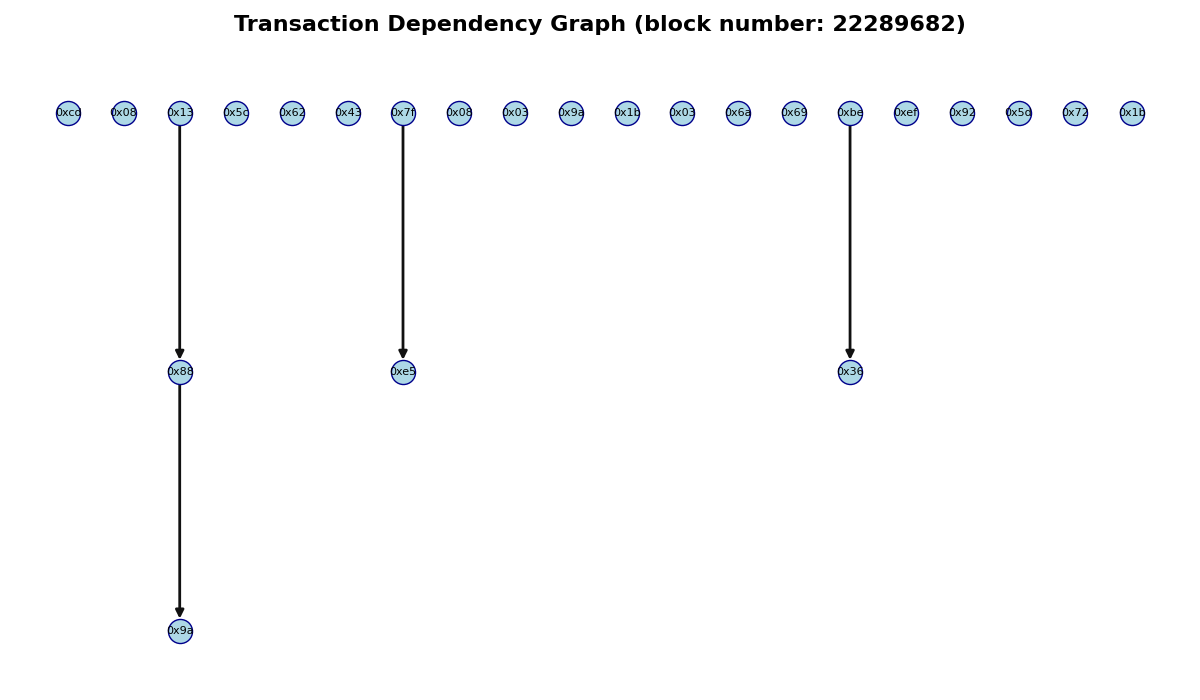 Transaction Dependency Graph (block number: 22289682)
0xcd 0x08 0x13 0x5c 0x62 0x43 0x7f 0x08 0x03 0x9a 0x1b 0x03 0x6a 0x69 0xbe 0xef 0x92 0x5d 0x72 0x1b
0x88 0xe5 0x36
0x9a